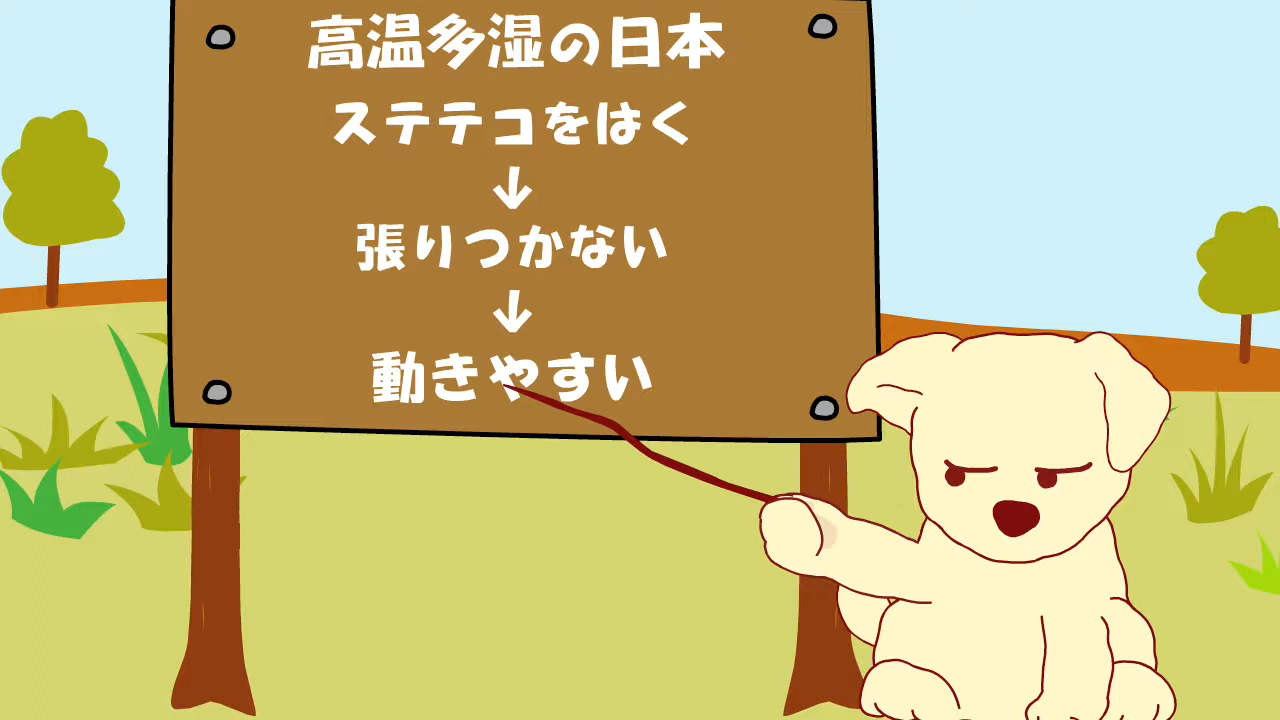 高温多湿の日本
ステテコをはく
↓
張りつかない
↓
動きやすい